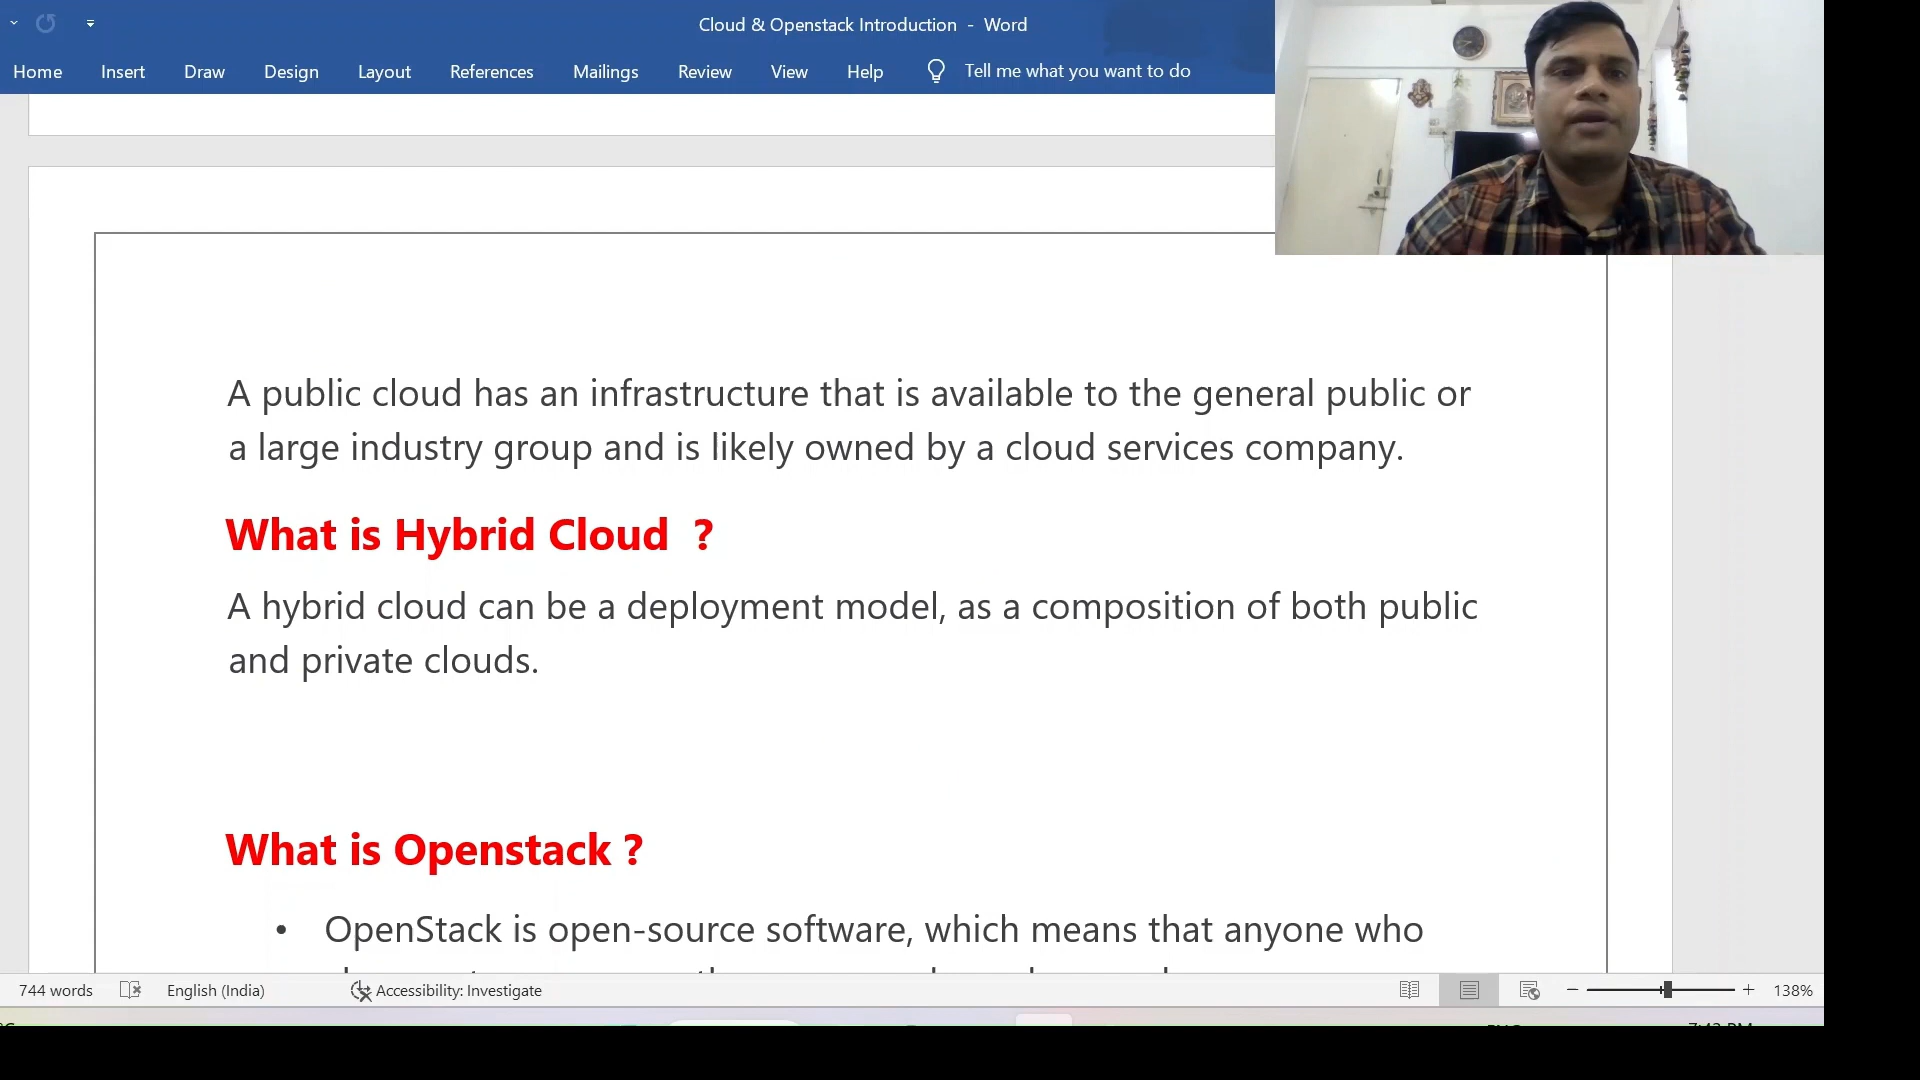 Cloud & Openstack Introduction - Word
Home Insert Draw Design Layout References Mailings Review View Help Tell me what you want to do
A public cloud has an infrastructure that is available to the general public or
a large industry group and is likely owned by a cloud services company.
What is Hybrid Cloud ?
A hybrid cloud can be a deployment model, as a composition of both public
and private clouds.
What is Openstack ?
• OpenStack is open-source software, which means that anyone who
744 words English (India) Accessibility: Investigate 138%